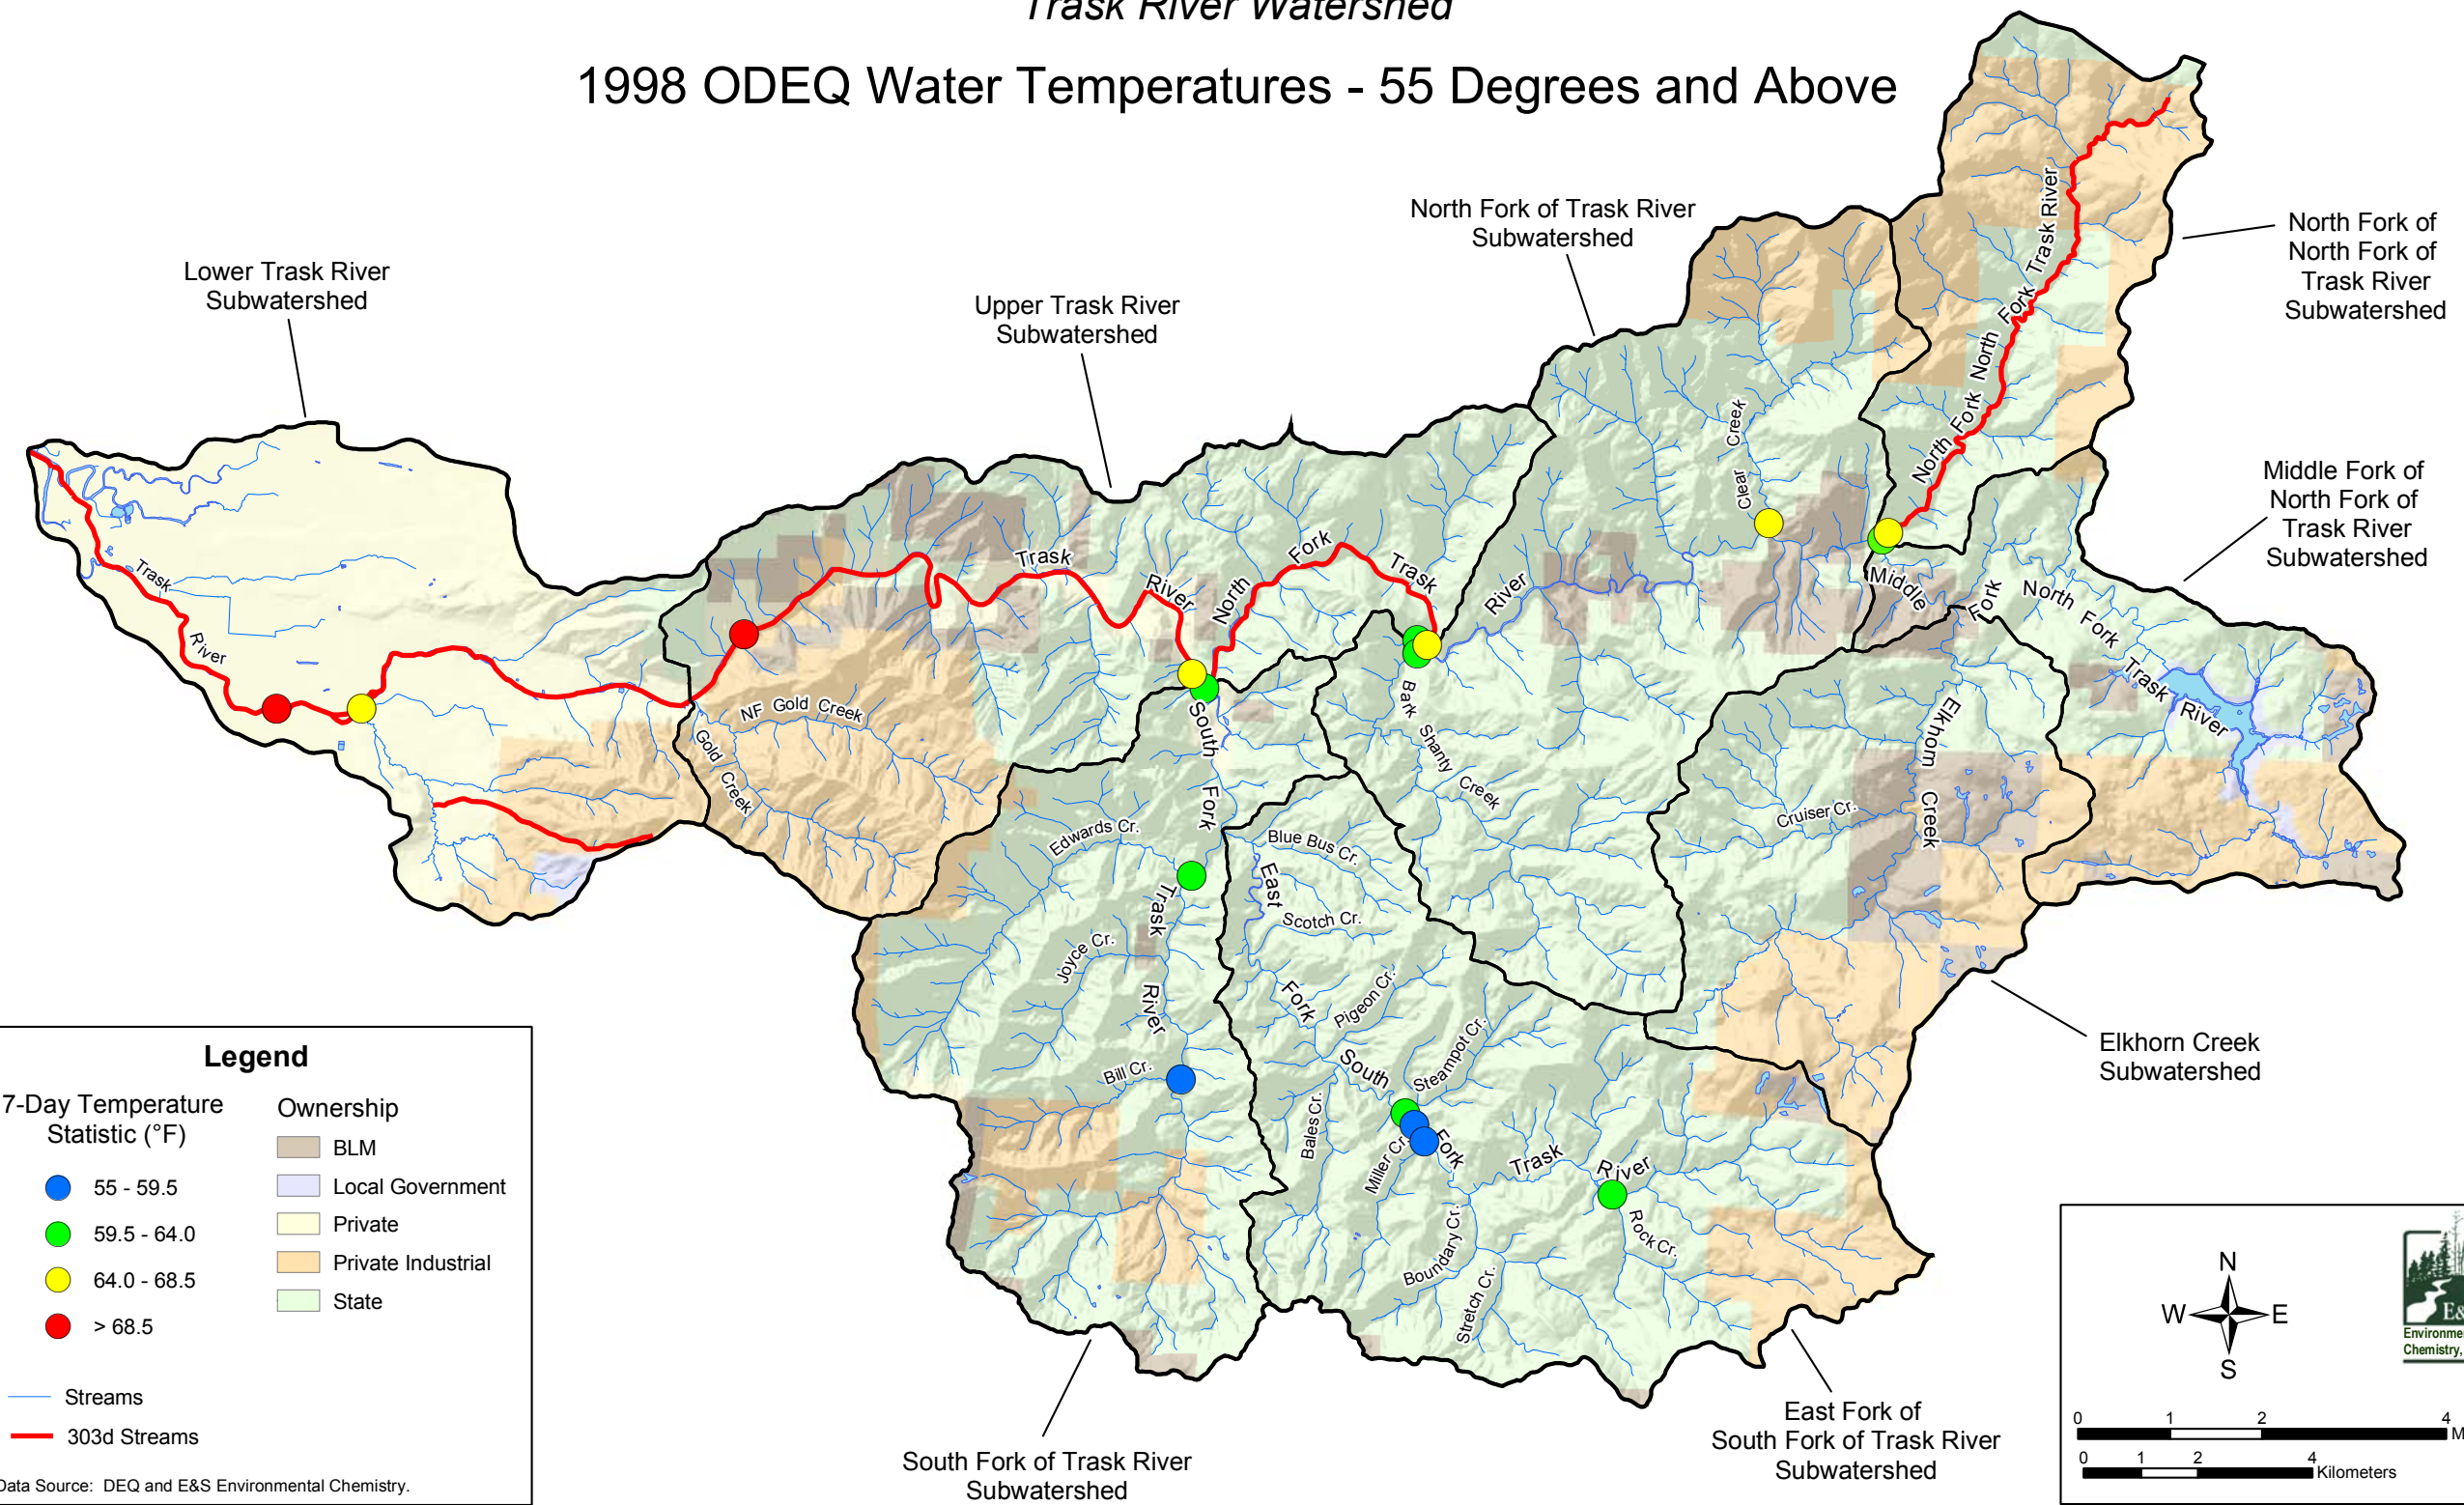 Trask River Watershed
1998 ODEQ Water Temperatures - 55 Degrees and Above
North Fork of Trask River
Subwatershed
North Fork of
North Fork of
Trask River
Subwatershed
Lower Trask River
Subwatershed
Upper Trask River
Subwatershed
Middle Fork of
North Fork of
Trask River
Subwatershed
North Fork North Fork Trask River
Clear Creek
Trask River
Trask River
North Fork Trask River
Middle Fork North Fork Trask River
NF Gold Creek
Gold Creek
South Fork Trask River
Bark Shanty Creek
Elkhorn Creek
Cruiser Cr.
Edwards Cr.
Blue Bus Cr.
East Fork South Fork Trask River
Scotch Cr.
Joyce Cr.
Pigeon Cr.
Steampot Cr.
Bill Cr.
Bales Cr.
Miller Cr.
Rock Cr.
Boundary Cr.
Stretch Cr.
Elkhorn Creek
Subwatershed
South Fork of Trask River
Subwatershed
East Fork of
South Fork of Trask River
Subwatershed
Legend
7-Day Temperature
Statistic (°F)
55 - 59.5
59.5 - 64.0
64.0 - 68.5
> 68.5
Ownership
BLM
Local Government
Private
Private Industrial
State
Streams
303d Streams
Data Source: DEQ and E&S Environmental Chemistry.
N
W E
S
E&
Environme
Chemistry,
0 1 2 4
M
0 1 2 4
Kilometers